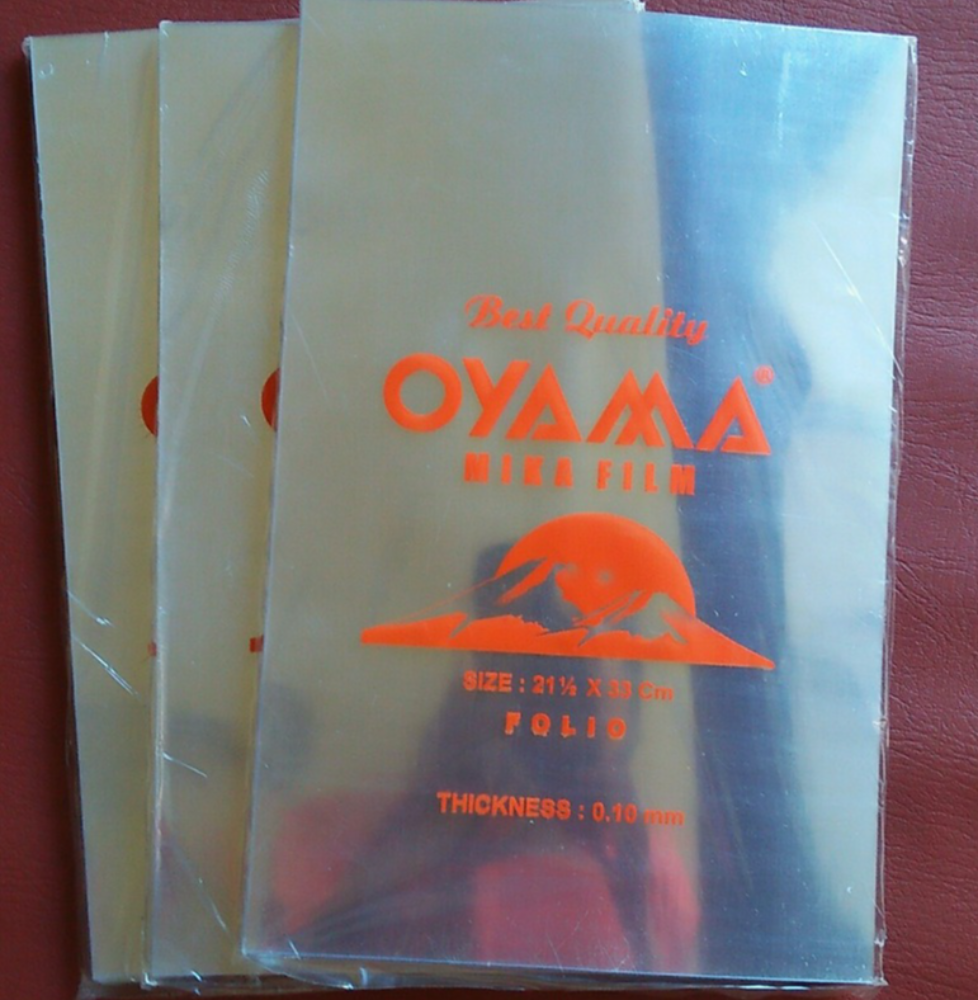 Best Quality
OYAMA®
MIKA FILM
SIZE : 21½ X 33 Cm
FOLIO
THICKNESS : 0.10 mm